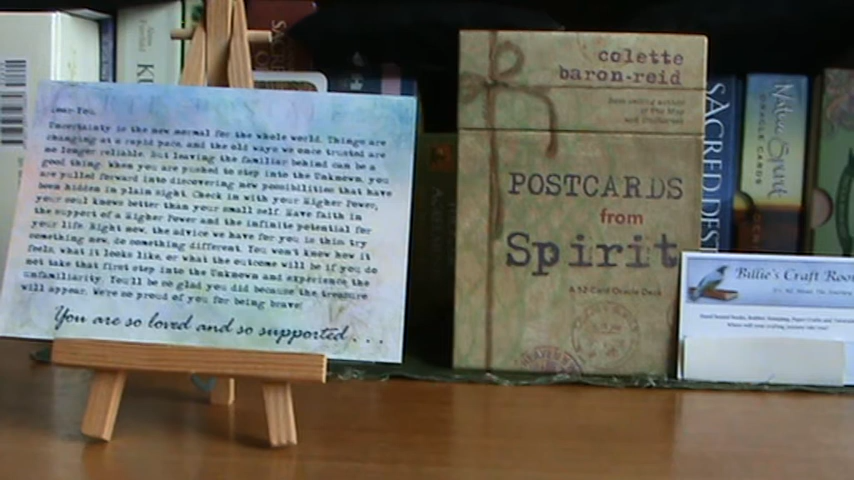 Dear You,
Uncertainty is the new normal for the whole world. Things are
changing at a rapid pace, and the old ways we once trusted are
no longer reliable. But leaving the familiar behind can be a
good thing. When you are pushed to step into the Unknown, you
are pulled forward into discovering new possibilities that have
been hidden in plain sight. Check in with your Higher Power,
your soul knows better than your small self. Have faith in
the support of a Higher Power and the infinite potential for
your life. Right now, the advice we have for you is this: try
something new, do something different. You won't know how it
feels, what it looks like, or what the outcome will be if you do
not take that first step into the Unknown and experience the
unfamiliarity. You'll be glad you did because the treasure
will appear. We're so proud of you for being brave!
You are so loved and so supported...
colette
baron-reid
Best-selling author
of The Map
and Uncharted
POSTCARDS
from
Spirit
A 52-Card Oracle Deck
SACRED DEST
Native Spirit
ORACLE CARDS
Billie's Craft Room